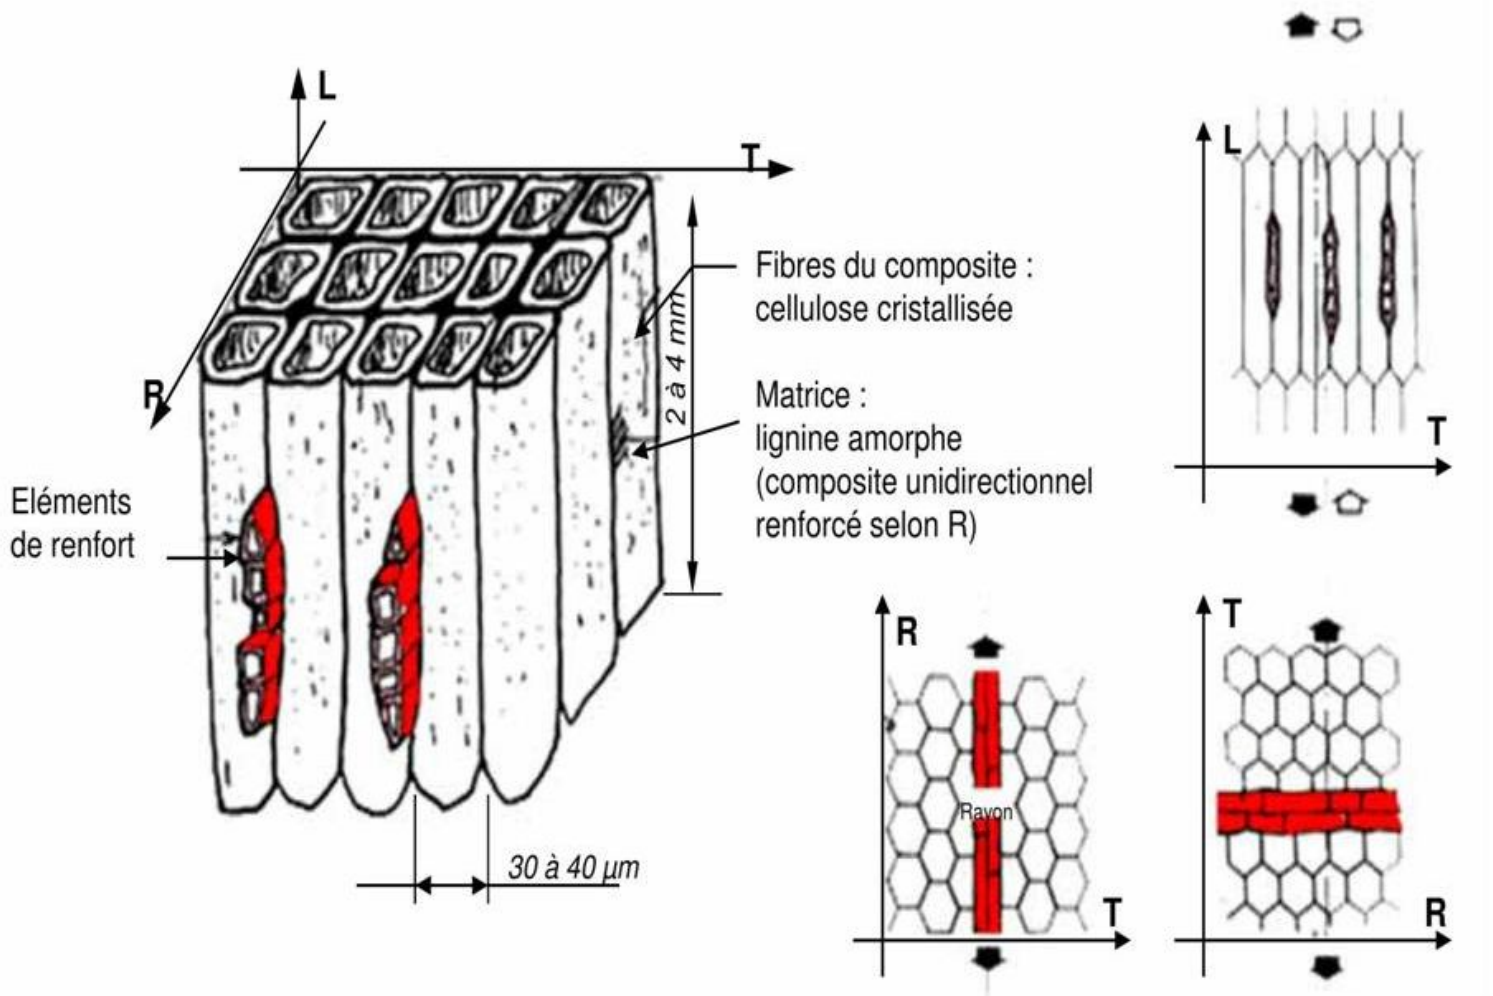 L
T
R
2 à 4 mm
Fibres du composite :
cellulose cristallisée
Matrice :
lignine amorphe
(composite unidirectionnel
renforcé selon R)
Eléments
de renfort
30 à 40 µm
L
T
R
Rayon
T
T
R